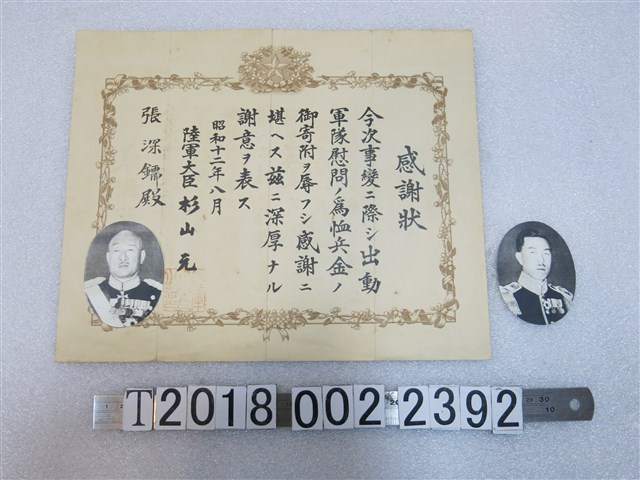 感謝狀
今次事變ニ際シ出動
軍隊慰問ノ爲恤兵金ノ
御寄附ヲ辱フシ感謝ニ
堪ヘス茲ニ深厚ナル
謝意ヲ表ス
昭和十二年八月
陸軍大臣 杉山元
張深鑐殿
T2018 002 2392
30
10